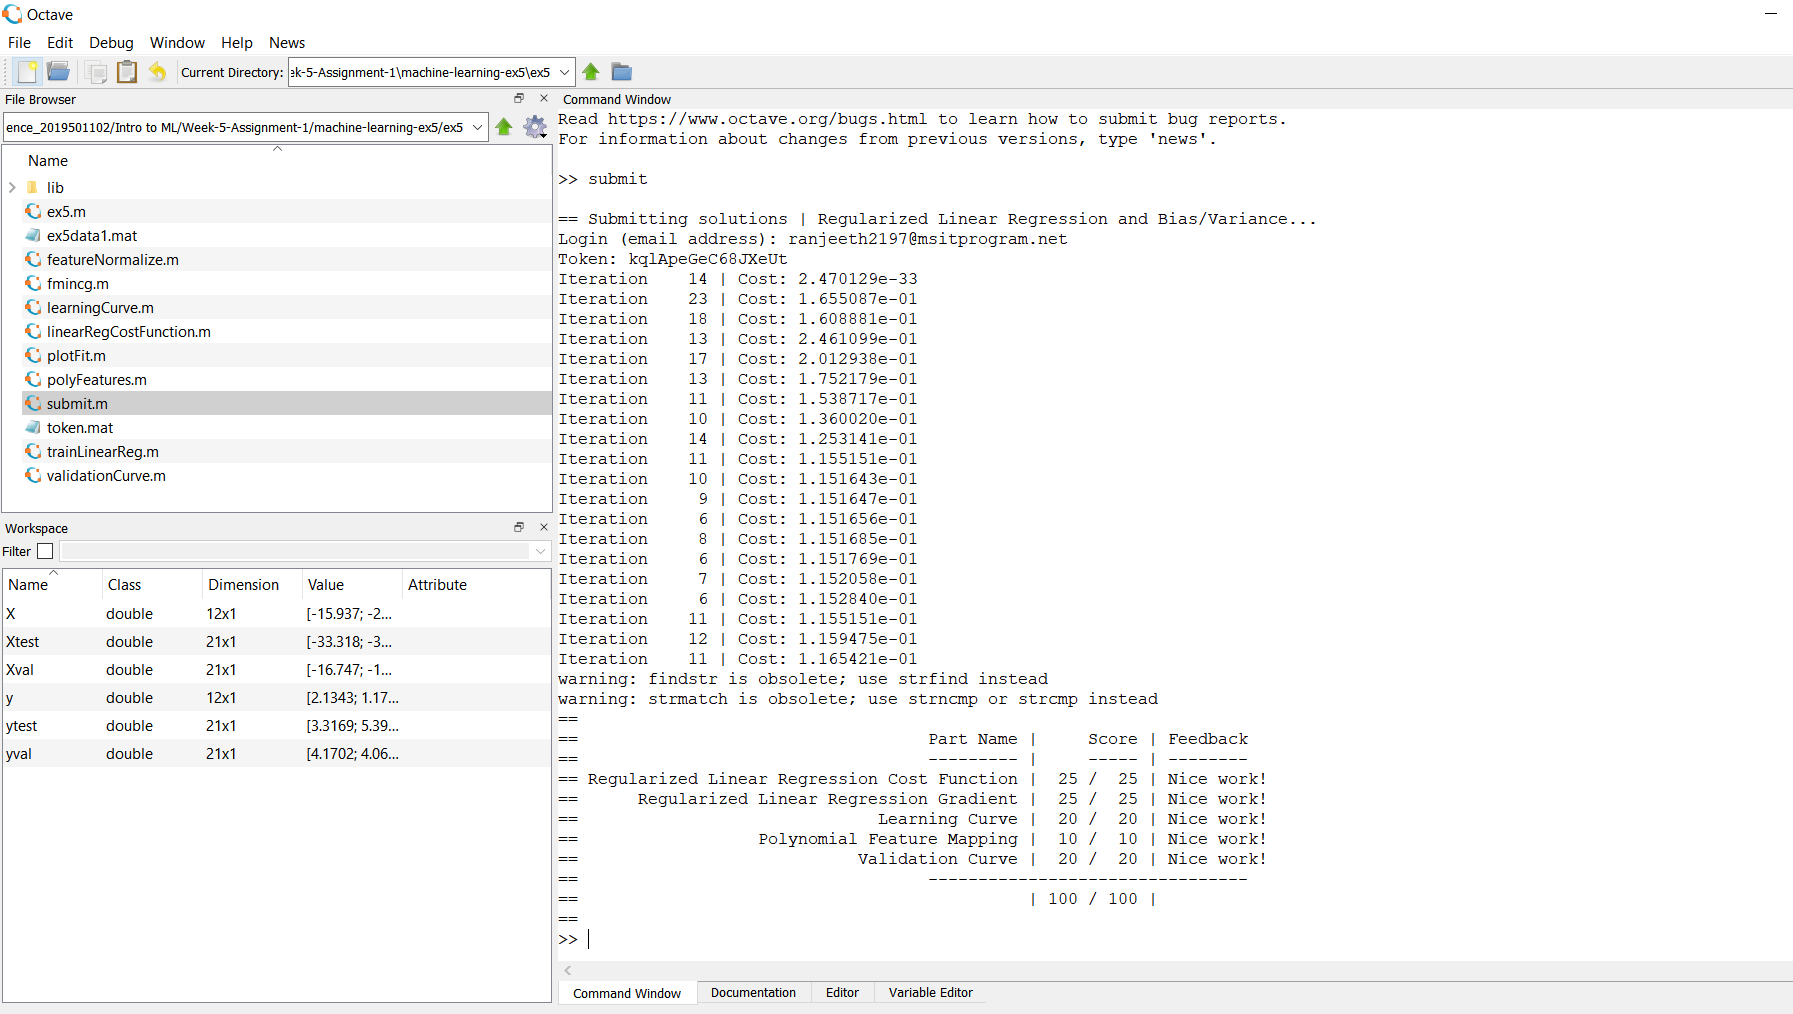 Octave
File Edit Debug Window Help News
Current Directory: ek-5-Assignment-1\machine-learning-ex5\ex5
File Browser
ence_2019501102/Intro to ML/Week-5-Assignment-1/machine-learning-ex5/ex5
Name
lib
ex5.m
ex5data1.mat
featureNormalize.m
fmincg.m
learningCurve.m
linearRegCostFunction.m
plotFit.m
polyFeatures.m
submit.m
token.mat
trainLinearReg.m
validationCurve.m
Workspace
Filter
Name Class Dimension Value Attribute
X double 12x1 [-15.937; -2...
Xtest double 21x1 [-33.318; -3...
Xval double 21x1 [-16.747; -1...
y double 12x1 [2.1343; 1.17...
ytest double 21x1 [3.3169; 5.39...
yval double 21x1 [4.1702; 4.06...
Command Window
Read https://www.octave.org/bugs.html to learn how to submit bug reports.
For information about changes from previous versions, type 'news'.
>> submit
== Submitting solutions | Regularized Linear Regression and Bias/Variance...
Login (email address): ranjeeth2197@msitprogram.net
Token: kqlApeGeC68JXeUt
Iteration 14 | Cost: 2.470129e-33
Iteration 23 | Cost: 1.655087e-01
Iteration 18 | Cost: 1.608881e-01
Iteration 13 | Cost: 2.461099e-01
Iteration 17 | Cost: 2.012938e-01
Iteration 13 | Cost: 1.752179e-01
Iteration 11 | Cost: 1.538717e-01
Iteration 10 | Cost: 1.360020e-01
Iteration 14 | Cost: 1.253141e-01
Iteration 11 | Cost: 1.155151e-01
Iteration 10 | Cost: 1.151643e-01
Iteration 9 | Cost: 1.151647e-01
Iteration 6 | Cost: 1.151656e-01
Iteration 8 | Cost: 1.151685e-01
Iteration 6 | Cost: 1.151769e-01
Iteration 7 | Cost: 1.152058e-01
Iteration 6 | Cost: 1.152840e-01
Iteration 11 | Cost: 1.155151e-01
Iteration 12 | Cost: 1.159475e-01
Iteration 11 | Cost: 1.165421e-01
warning: findstr is obsolete; use strfind instead
warning: strmatch is obsolete; use strncmp or strcmp instead
==
== Part Name | Score | Feedback
== --------- | ----- | --------
== Regularized Linear Regression Cost Function | 25 / 25 | Nice work!
== Regularized Linear Regression Gradient | 25 / 25 | Nice work!
== Learning Curve | 20 / 20 | Nice work!
== Polynomial Feature Mapping | 10 / 10 | Nice work!
== Validation Curve | 20 / 20 | Nice work!
== --------------------------------
== | 100 / 100 |
==
>>
Command Window Documentation Editor Variable Editor